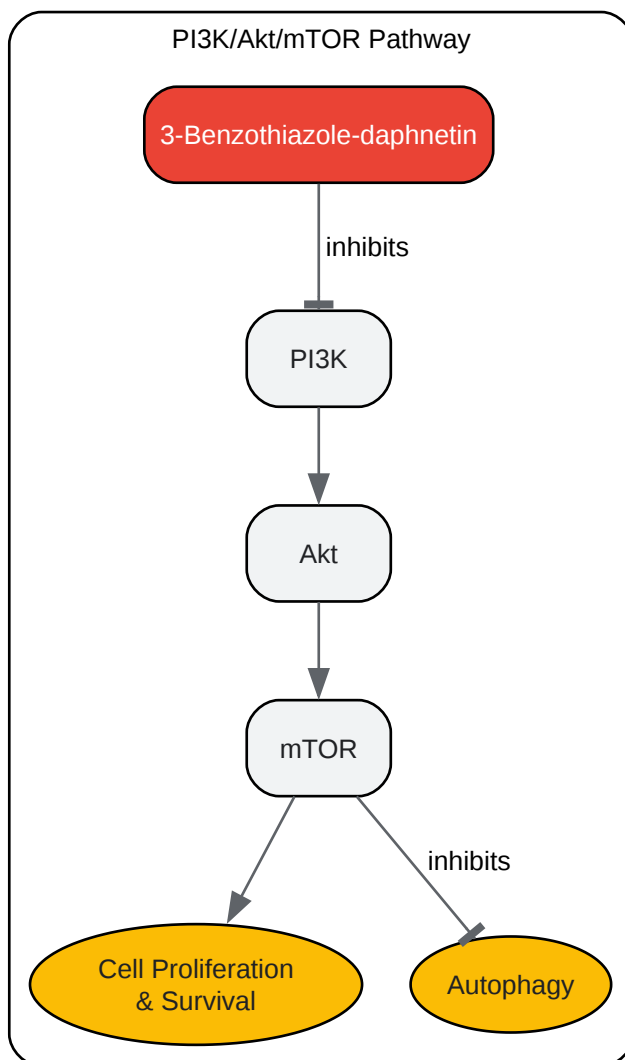 PI3K/Akt/mTOR Pathway
3-Benzothiazole-daphnetin
inhibits
PI3K
Akt
mTOR
inhibits
Cell Proliferation
& Survival
Autophagy